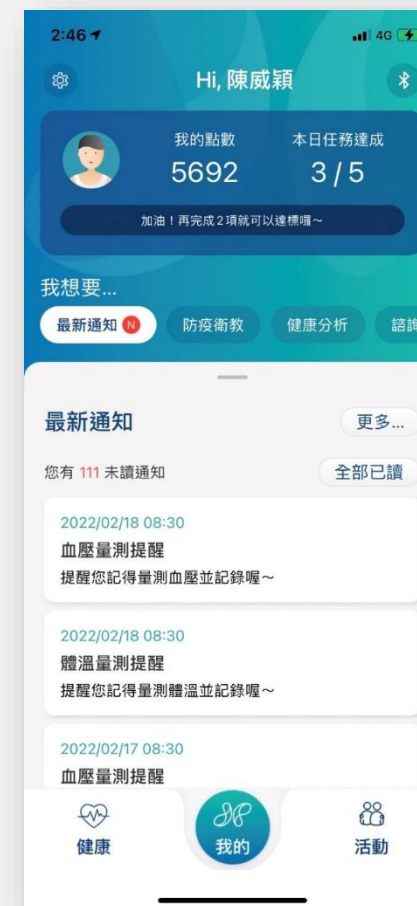 2:46
4G
Hi, 陳威穎
我的點數
本日任務達成
5692
3 / 5
加油！再完成2項就可以達標囉～
我想要...
最新通知 N
防疫衛教
健康分析
諮詢
最新通知
更多...
您有 111 未讀通知
全部已讀
2022/02/18 08:30
血壓量測提醒
提醒您記得量測血壓並記錄喔～
2022/02/18 08:30
體溫量測提醒
提醒您記得量測體溫並記錄喔～
2022/02/17 08:30
血壓量測提醒
健康
我的
活動